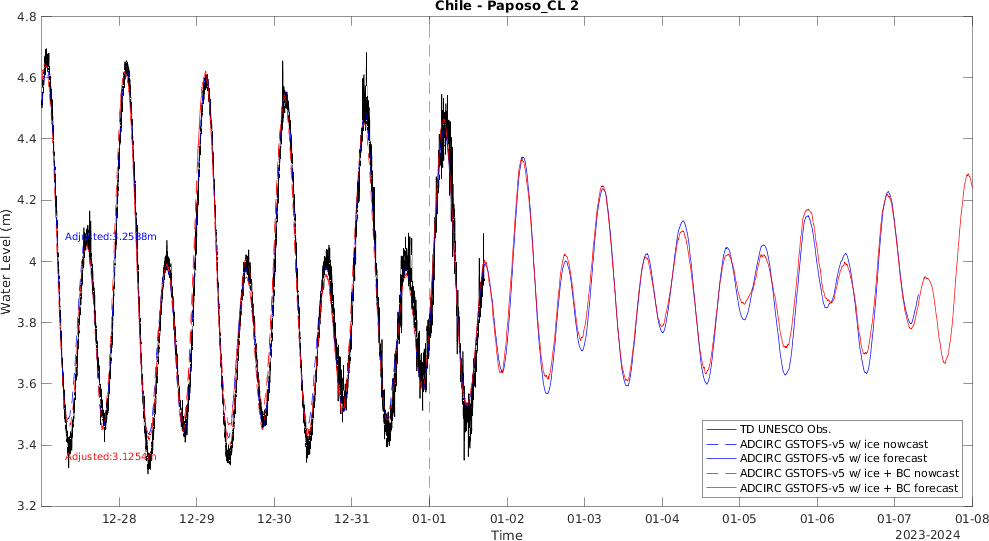 Chile - Paposo_CL 2
4.8
4.6
4.4
4.2
4
3.8
3.6
3.4
3.2
Water Level (m)
Adjusted:3.2588m
Adjusted:3.1254m
TD UNESCO Obs.
ADCIRC GSTOFS-v5 w/ ice nowcast
ADCIRC GSTOFS-v5 w/ ice forecast
ADCIRC GSTOFS-v5 w/ ice + BC nowcast
ADCIRC GSTOFS-v5 w/ ice + BC forecast
12-28 12-29 12-30 12-31 01-01 01-02 01-03 01-04 01-05 01-06 01-07 01-08
Time
2023-2024